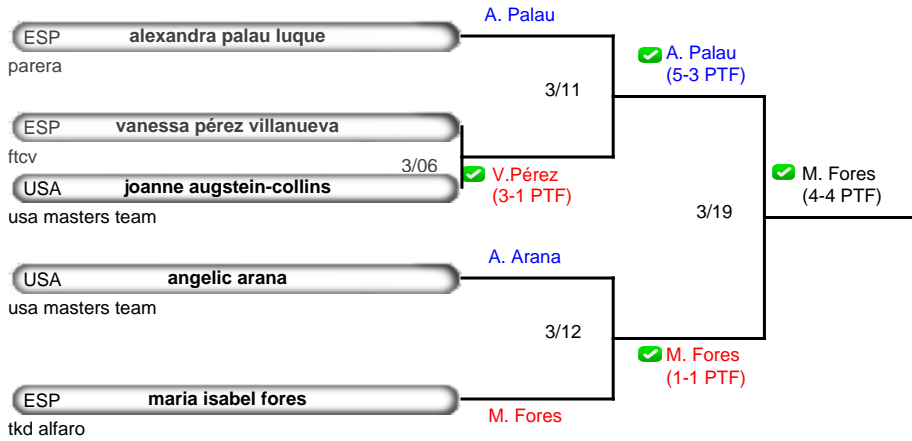 A. Palau
ESP alexandra palau luque
parera
A. Palau
(5-3 PTF)
3/11
ESP vanessa pérez villanueva
ftcv
3/06
V.Pérez
(3-1 PTF)
USA joanne augstein-collins
usa masters team
M. Fores
(4-4 PTF)
3/19
A. Arana
USA angelic arana
usa masters team
3/12
M. Fores
(1-1 PTF)
ESP maria isabel fores
M. Fores
tkd alfaro